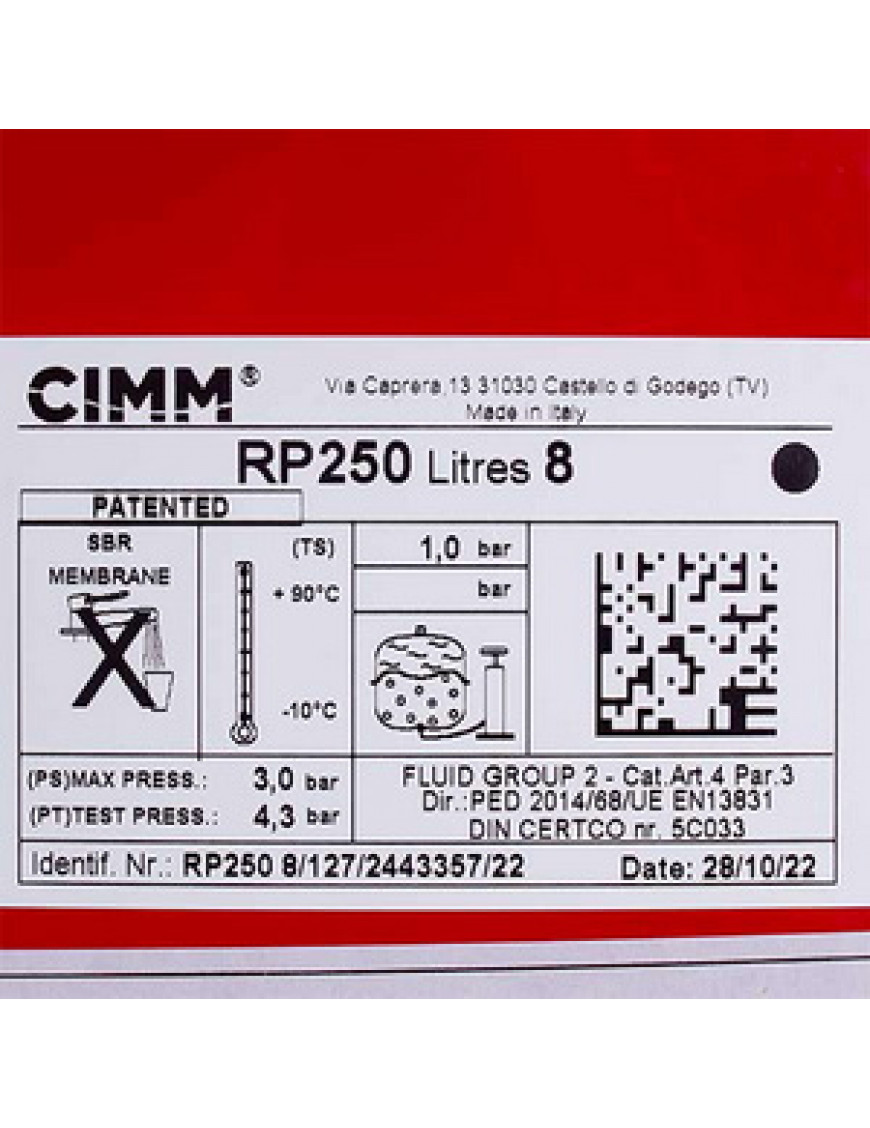 CIMM®
Via Caprera,13 31030 Castello di Godego (TV)
Made in Italy
RP250 Litres 8
PATENTED
SBR
MEMBRANE
(TS)
+ 90°C
-10°C
1,0 bar
bar
(PS)MAX PRESS.: 3,0 bar
(PT)TEST PRESS.: 4,3 bar
FLUID GROUP 2 - Cat.Art.4 Par.3
Dir.:PED 2014/68/UE EN13831
DIN CERTCO nr. 5C033
Identif. Nr.: RP250 8/127/2443357/22
Date: 28/10/22